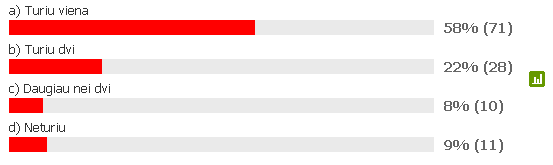 a) Turiu viena
58% (71)
b) Turiu dvi
22% (28)
c) Daugiau nei dvi
8% (10)
d) Neturiu
9% (11)